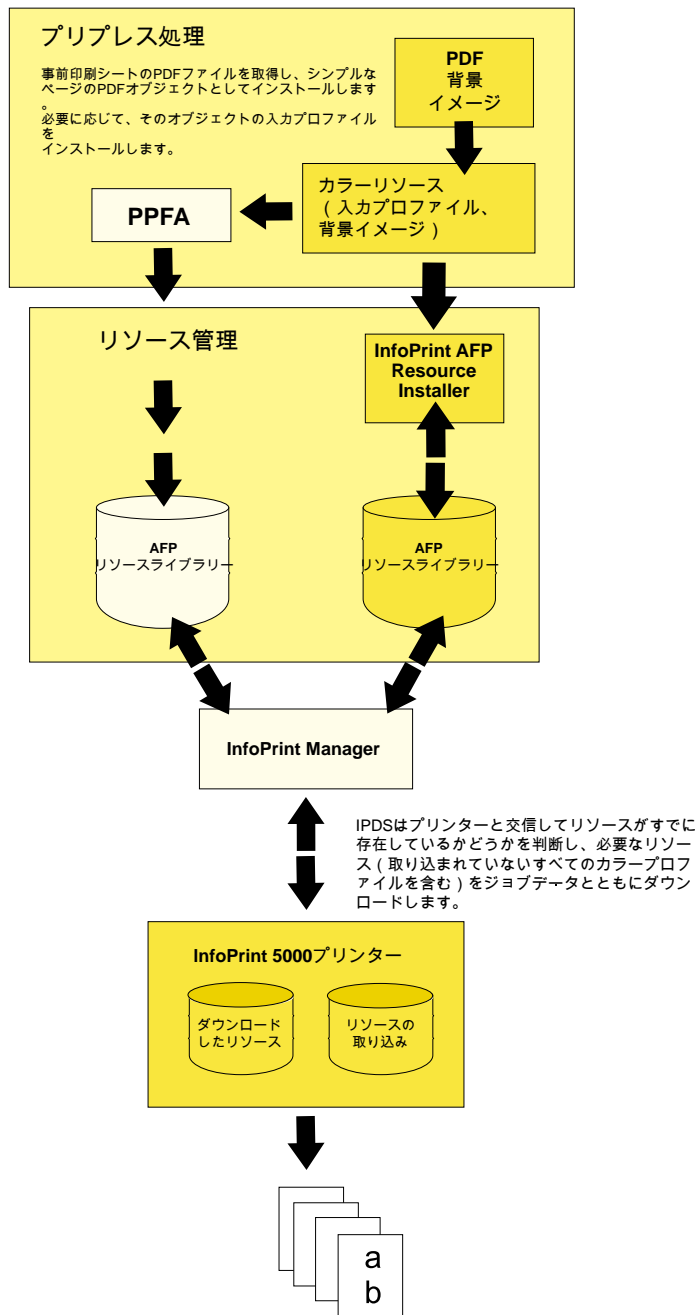 プリプレス処理
事前印刷シートのPDFファイルを取得し、シンプルな
ページのPDFオブジェクトとしてインストールします
。
必要に応じて、そのオブジェクトの入力プロファイル
を
インストールします。
PDF
背景
イメージ
カラーリソース
（入力プロファイル、
背景イメージ）
PPFA
リソース管理
InfoPrint AFP
Resource
Installer
AFP
リソースライブラリー
AFP
リソースライブラリー
InfoPrint Manager
IPDSはプリンターと交信してリソースがすでに
存在しているかどうかを判断し、必要なリソー
ス（取り込まれていないすべてのカラープロフ
ァイルを含む）をジョブデータとともにダウン
ロードします。
InfoPrint 5000プリンター
ダウンロード
したリソース
リソースの
取り込み
a
b